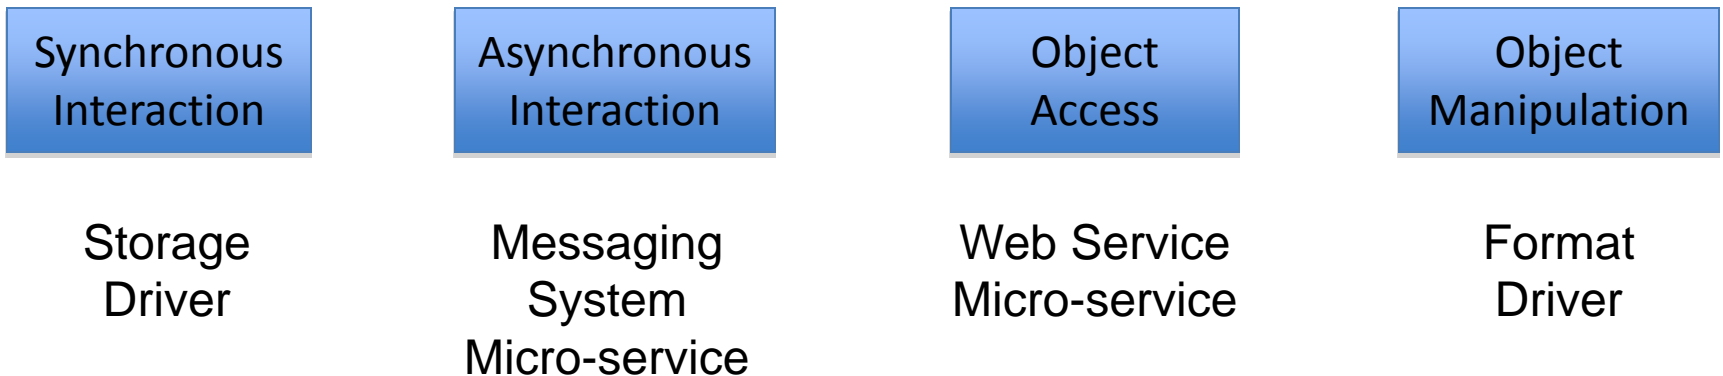 Synchronous
Interaction
Asynchronous
Interaction
Object
Access
Object
Manipulation
Storage
Driver
Messaging
System
Micro-service
Web Service
Micro-service
Format
Driver